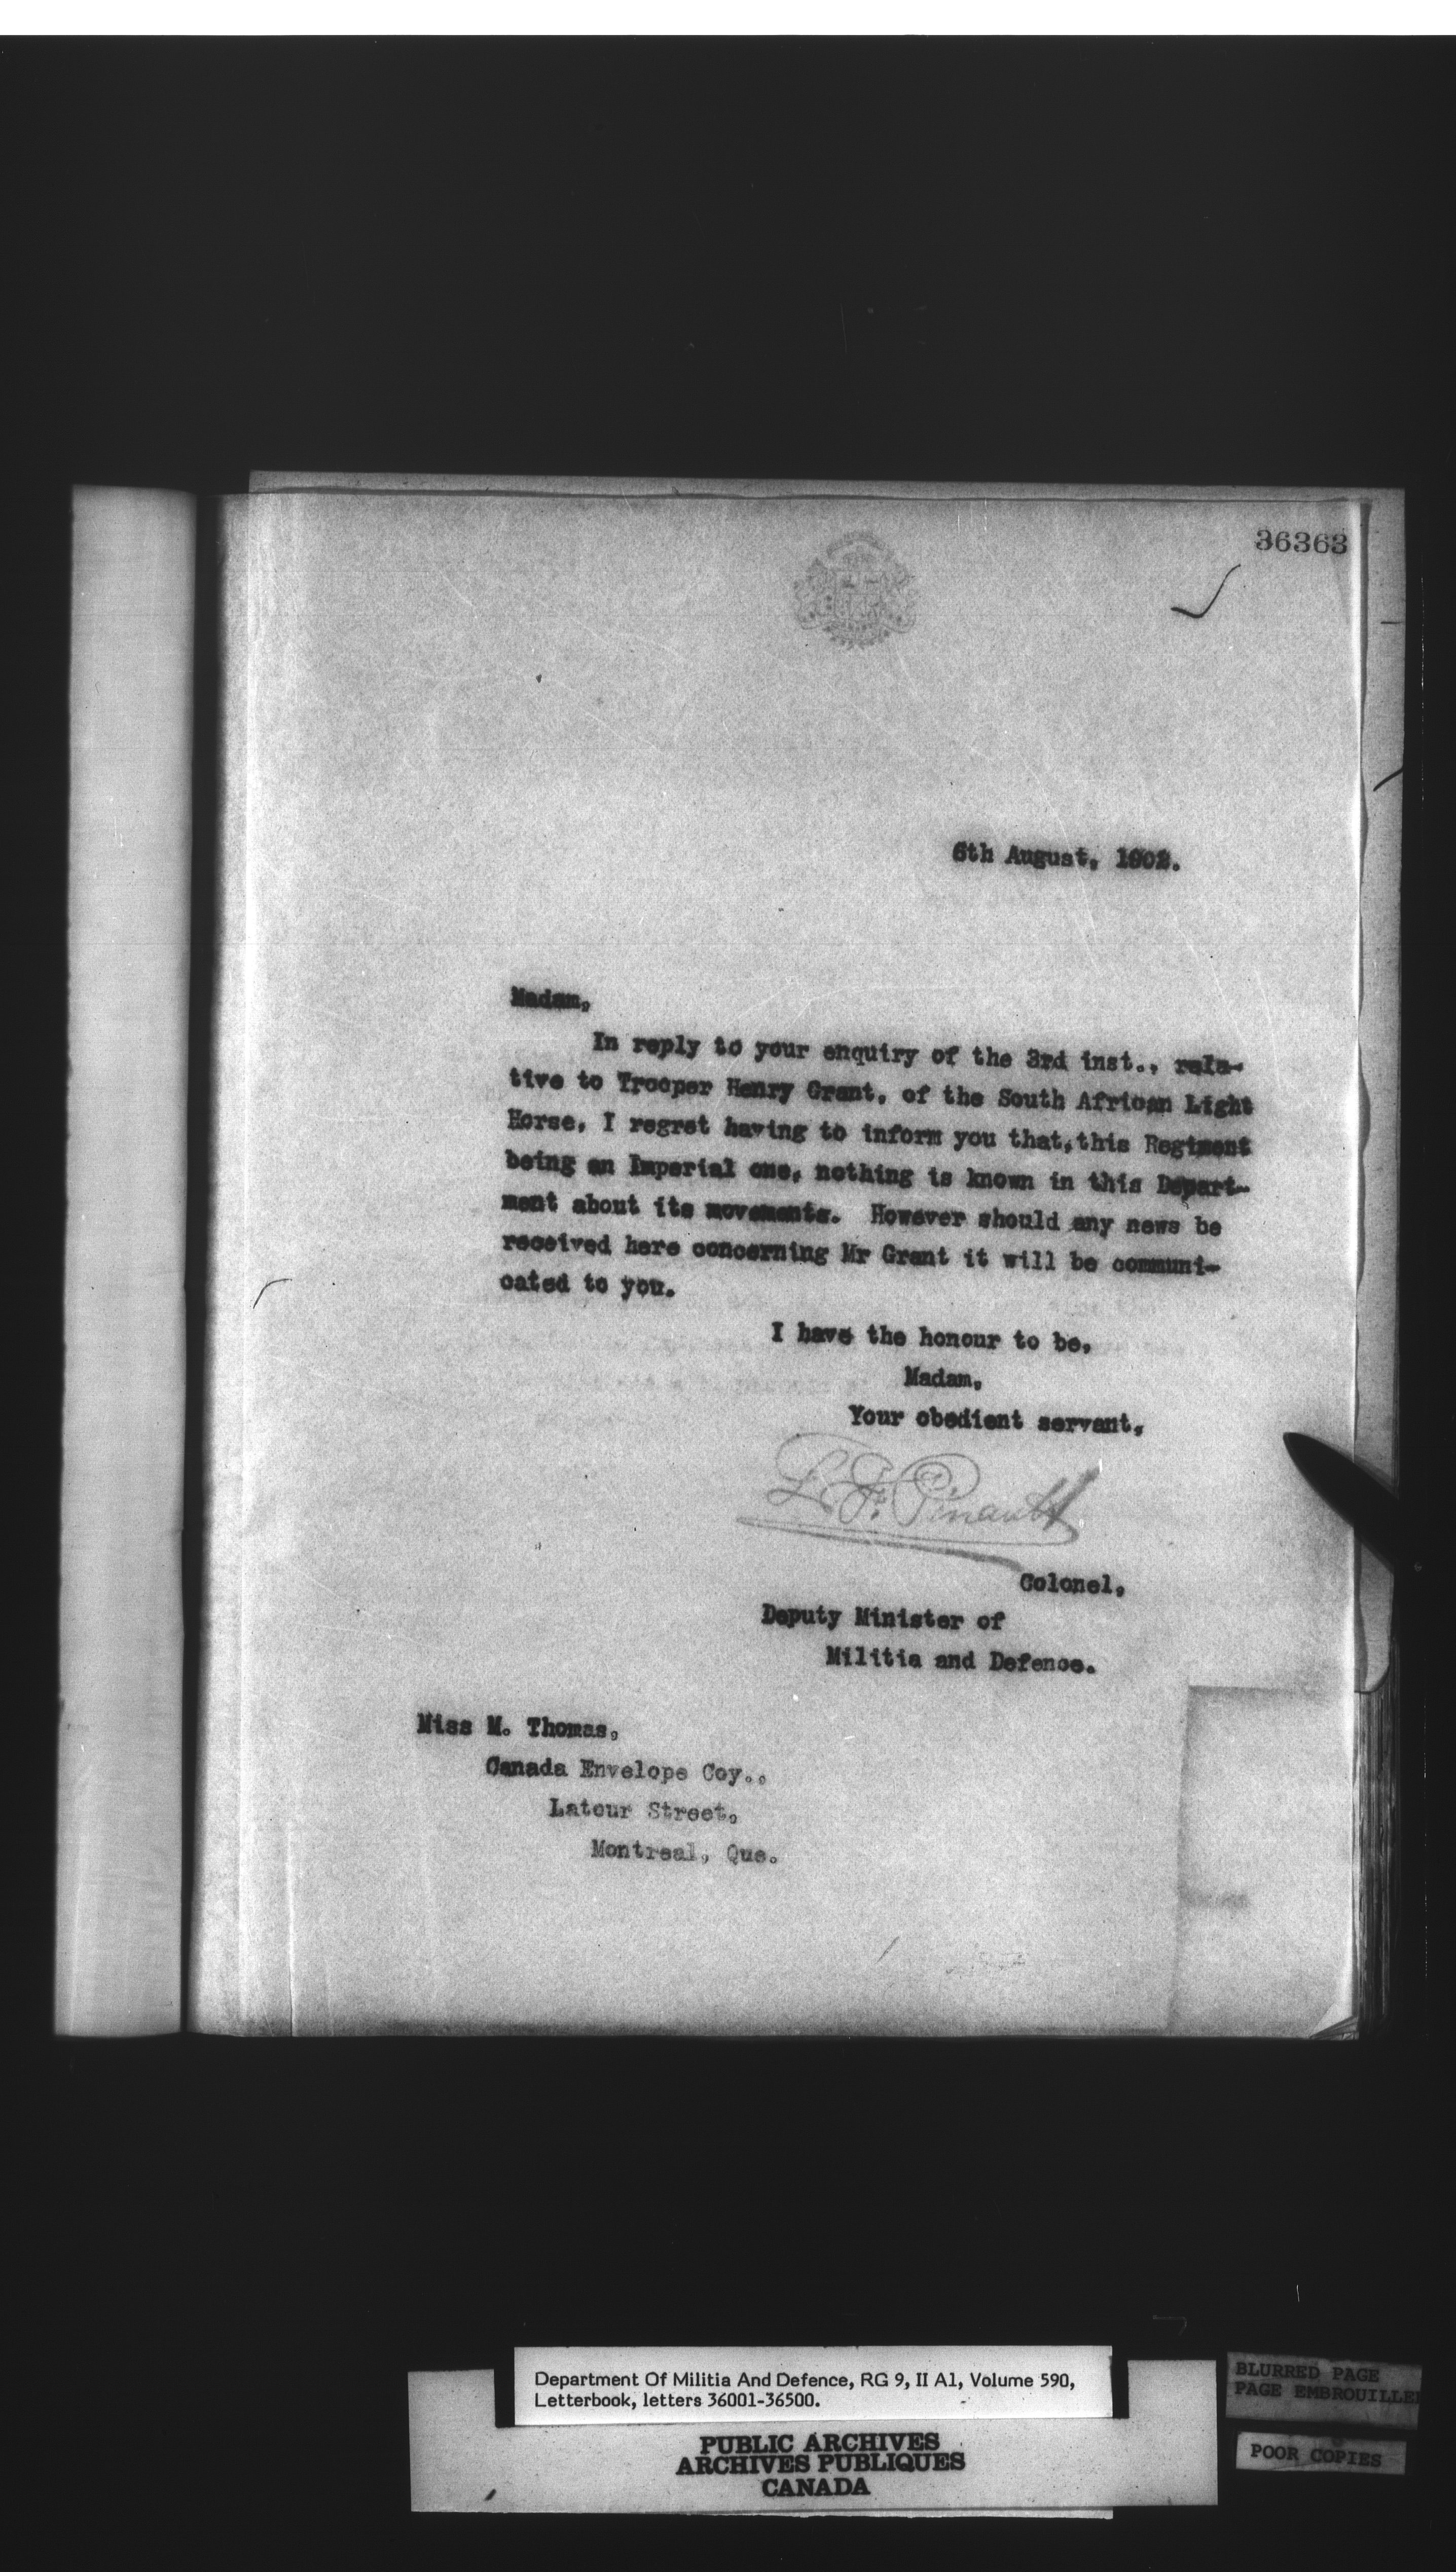 36363
6th August, 1902.
Madam,
In reply to your enquiry of the 3rd inst., rela-
tive to Trooper Henry Grant, of the South African Light
Horse, I regret having to inform you that, this Regiment
being an Imperial one, nothing is known in this Depart-
ment about its movements. However should any news be
received here concerning Mr Grant it will be communi-
cated to you.
I have the honour to be,
Madam,
Your obedient servant,
L. F. Pinault
Colonel,
Deputy Minister of
Militia and Defence.
Miss M. Thomas,
Canada Envelope Coy.,
Latour Street,
Montreal, Que.
Department Of Militia And Defence, RG 9, II A1, Volume 590,
Letterbook, letters 36001-36500.
PUBLIC ARCHIVES
ARCHIVES PUBLIQUES
CANADA
BLURRED PAGE
PAGE EMBROUILLEE
POOR COPIES